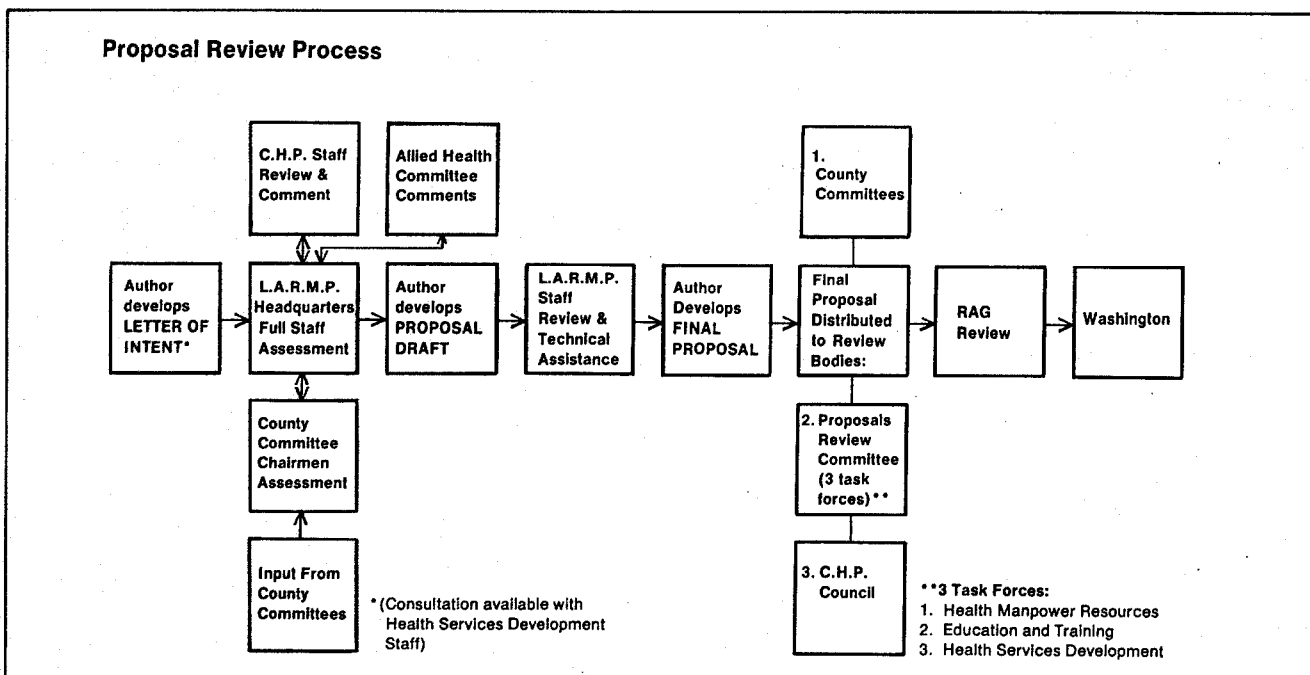 Proposal Review Process
C.H.P. Staff
Review &
Comment
Allied Health
Committee
Comments
1.
County
Committees
Author
develops
LETTER OF
INTENT*
L.A.R.M.P.
Headquarters
Full Staff
Assessment
Author
develops
PROPOSAL
DRAFT
L.A.R.M.P.
Staff
Review &
Technical
Assistance
Author
Develops
FINAL
PROPOSAL
Final
Proposal
Distributed
to Review
Bodies:
RAG
Review
Washington
County
Committee
Chairmen
Assessment
2. Proposals
Review
Committee
(3 task
forces)**
Input From
County
Committees
*(Consultation available with
Health Services Development
Staff)
3. C.H.P.
Council
**3 Task Forces:
1. Health Manpower Resources
2. Education and Training
3. Health Services Development